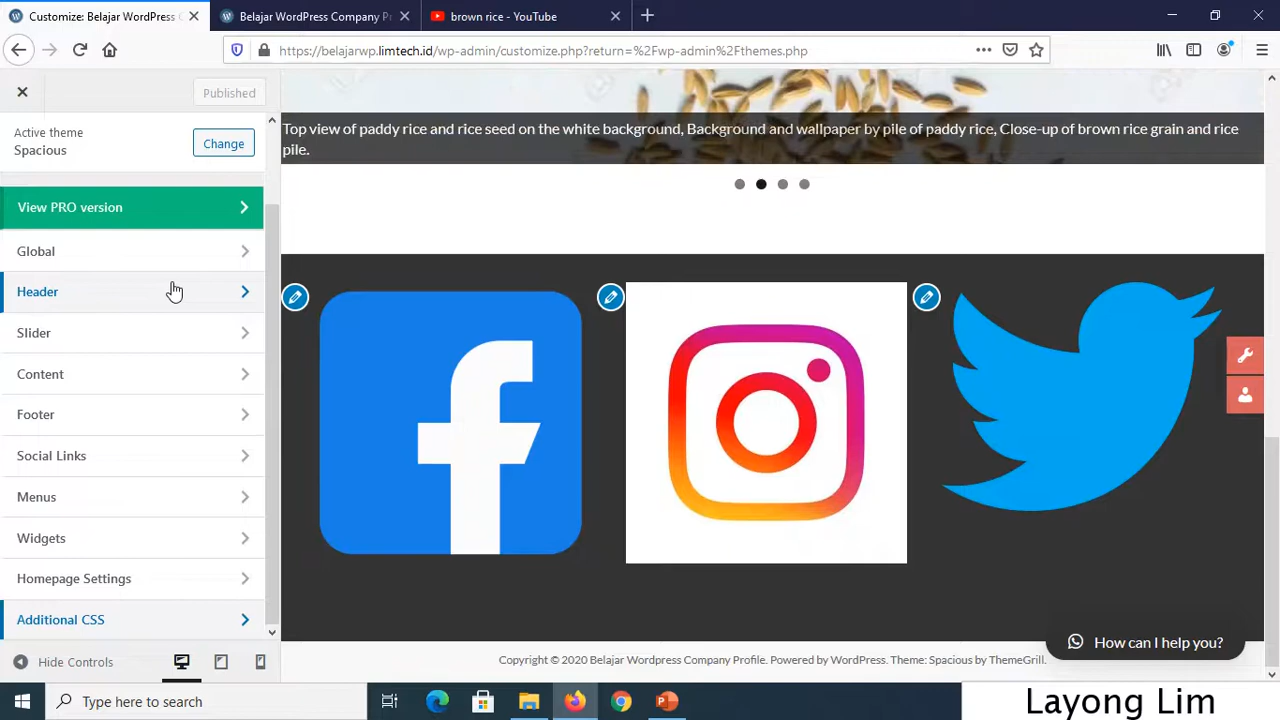 Customize: Belajar WordPress C
Belajar WordPress Company P
brown rice - YouTube
https://belajarwp.limtech.id/wp-admin/customize.php?return=%2Fwp-admin%2Fthemes.php
Published
Active theme
Spacious
Change
View PRO version
Global
Header
Slider
Content
Footer
Social Links
Menus
Widgets
Homepage Settings
Additional CSS
Hide Controls
Top view of paddy rice and rice seed on the white background, Background and wallpaper by pile of paddy rice, Close-up of brown rice grain and rice
pile.
How can I help you?
Copyright © 2020 Belajar Wordpress Company Profile. Powered by WordPress. Theme: Spacious by ThemeGrill.
Type here to search
Layong Lim